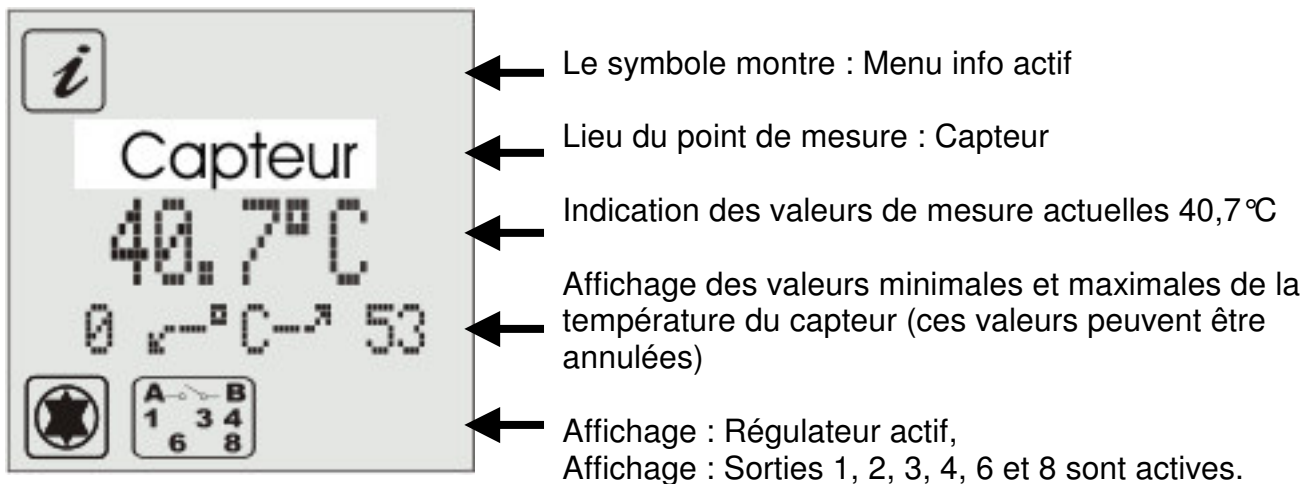 i
Le symbole montre : Menu info actif
Capteur
Lieu du point de mesure : Capteur
40.7°C
Indication des valeurs de mesure actuelles 40,7°C
0 ↙–°C–↗ 53
Affichage des valeurs minimales et maximales de la
température du capteur (ces valeurs peuvent être
annulées)
A B
1 3 4
6 8
Affichage : Régulateur actif,
Affichage : Sorties 1, 2, 3, 4, 6 et 8 sont actives.